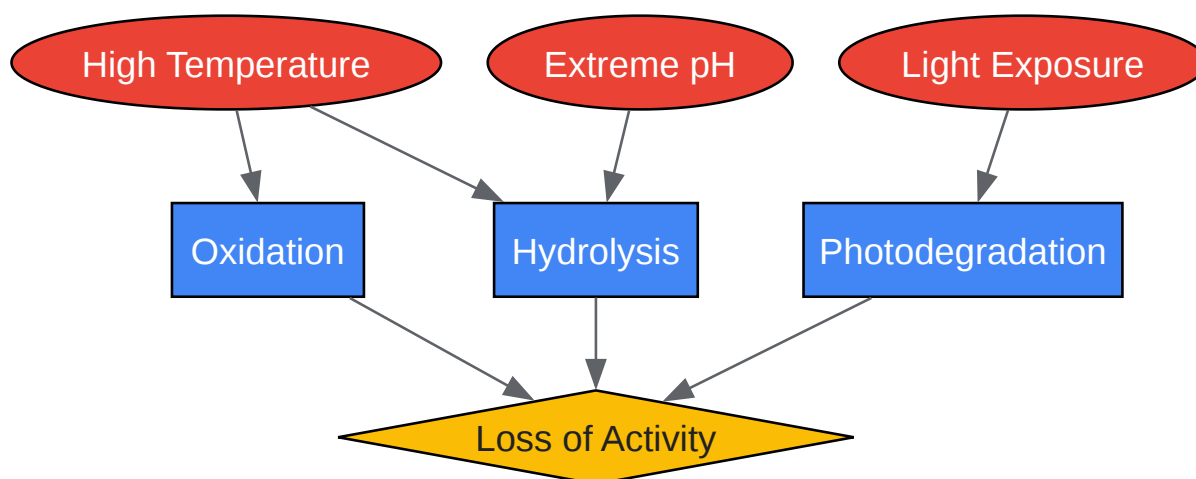 High Temperature
Extreme pH
Light Exposure
Oxidation
Hydrolysis
Photodegradation
Loss of Activity